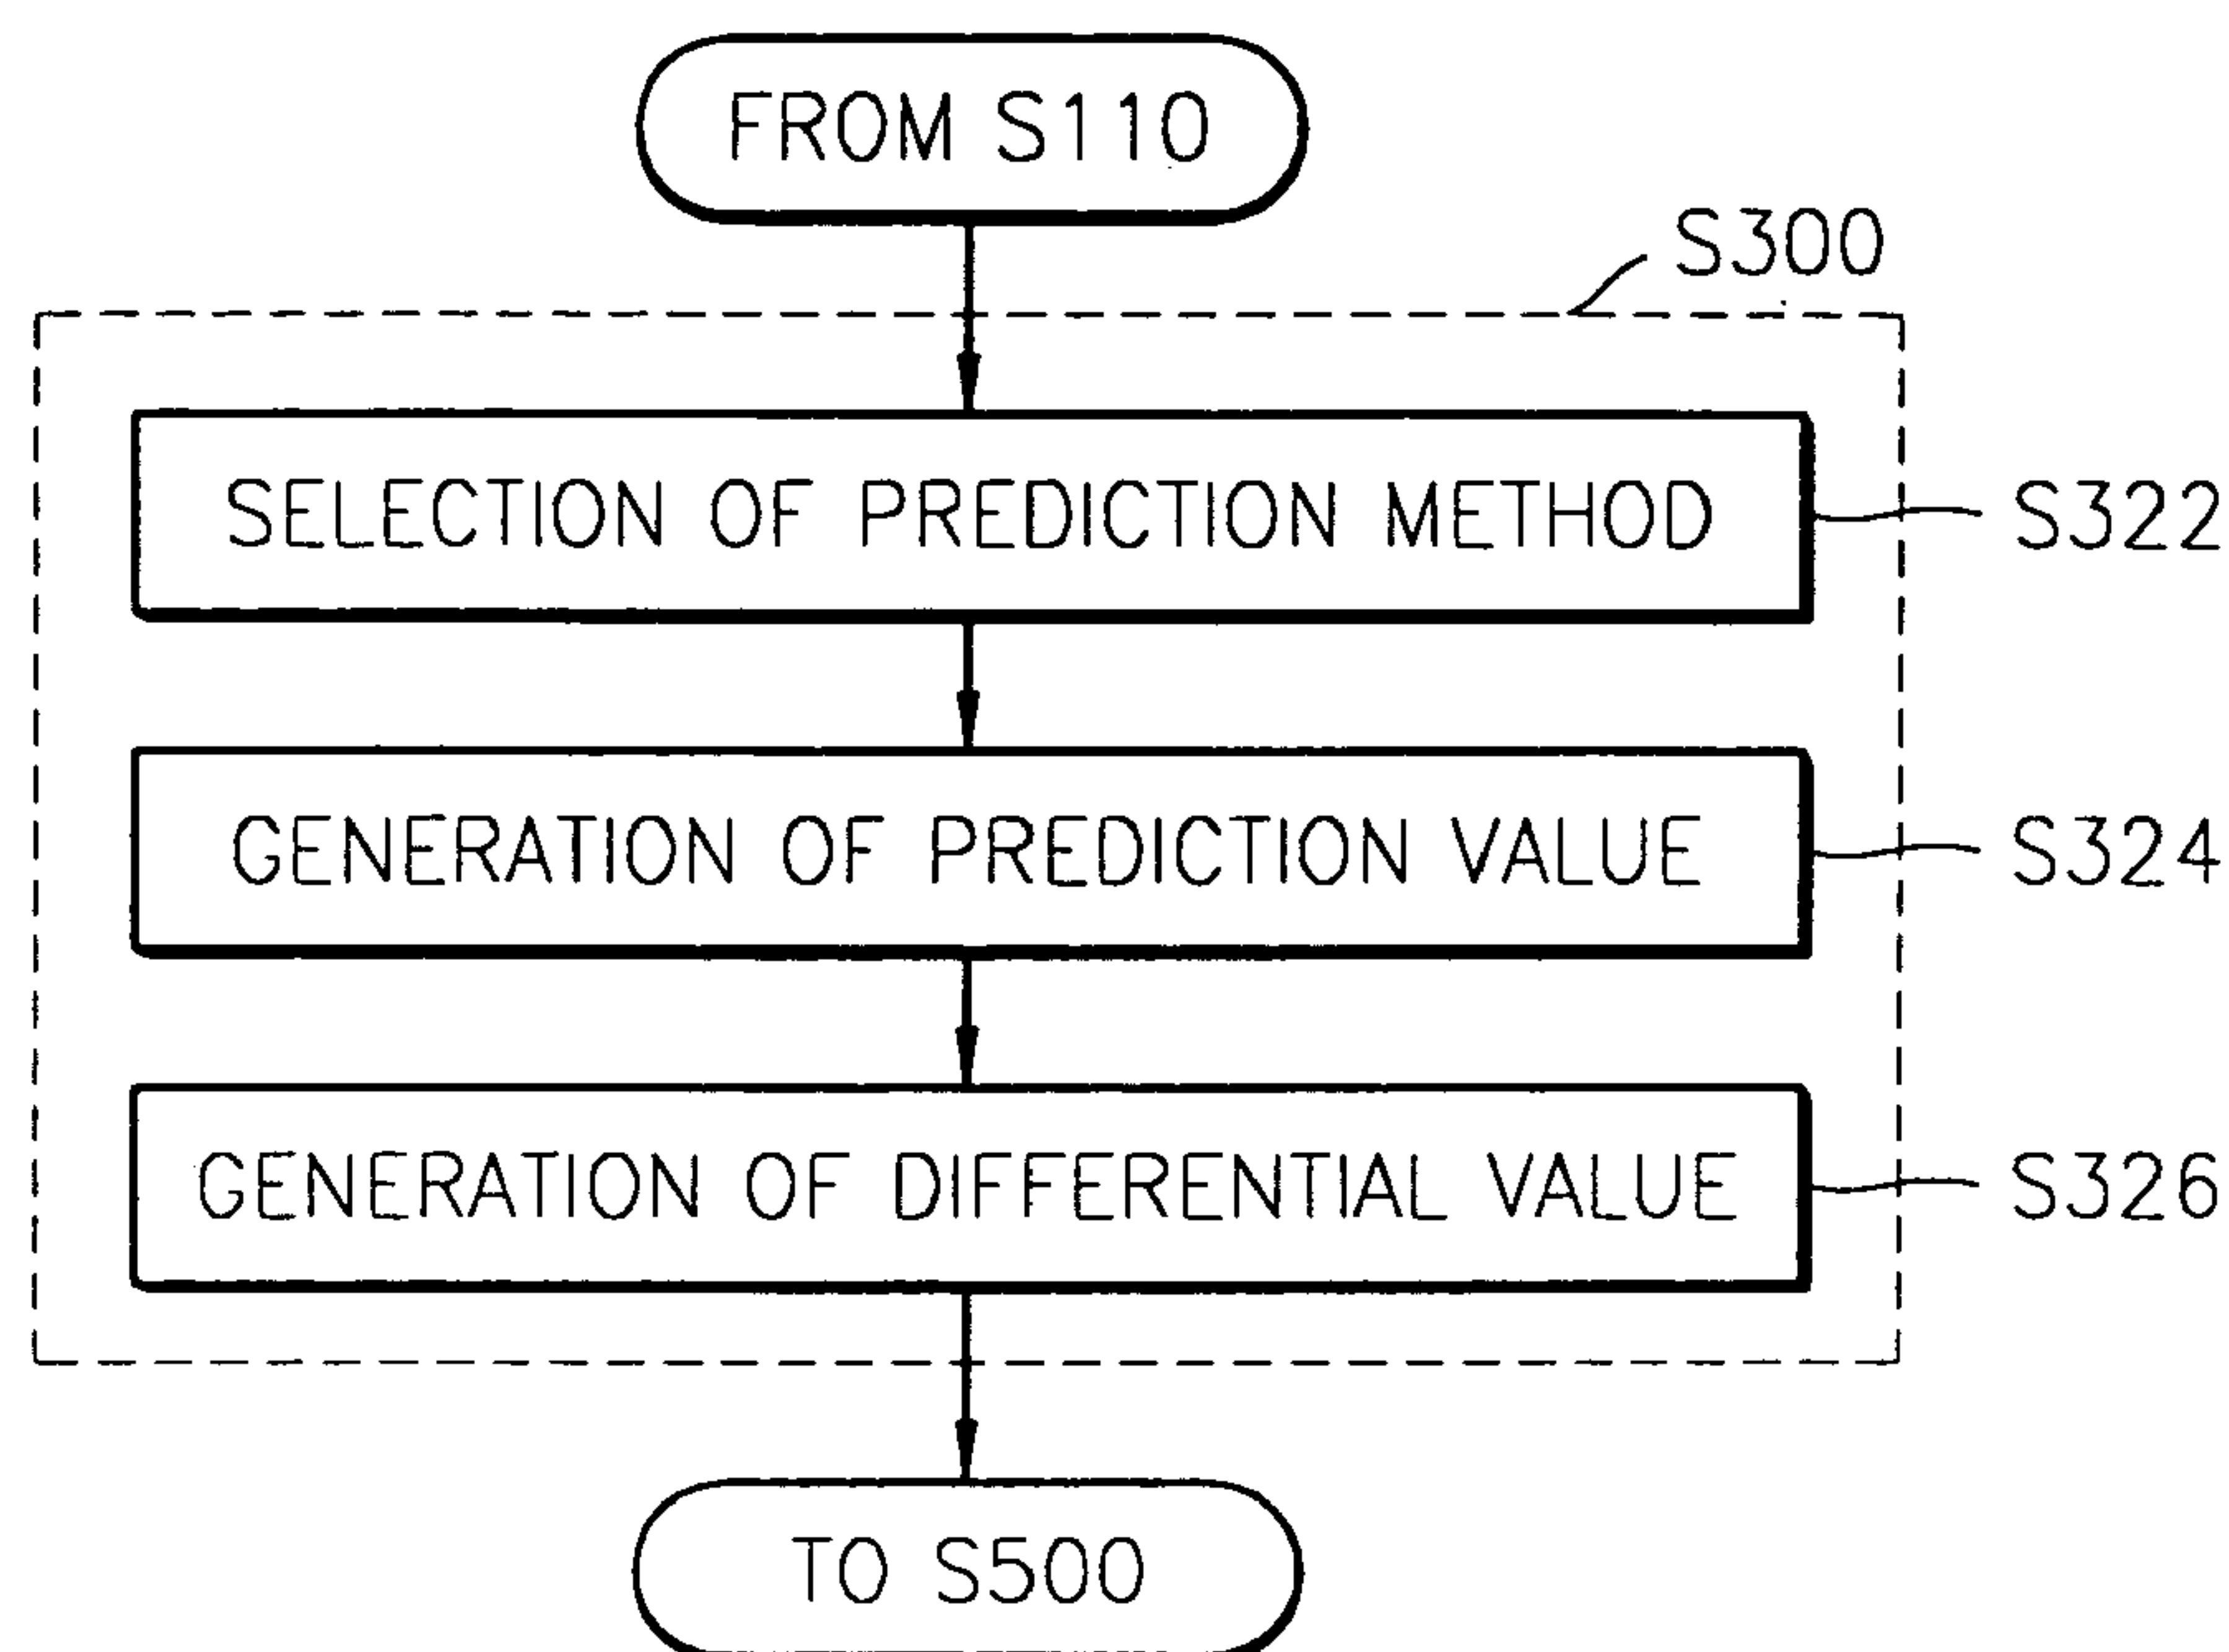 FROM S110
S300
SELECTION OF PREDICTION METHOD
S322
GENERATION OF PREDICTION VALUE
S324
GENERATION OF DIFFERENTIAL VALUE
S326
TO S500